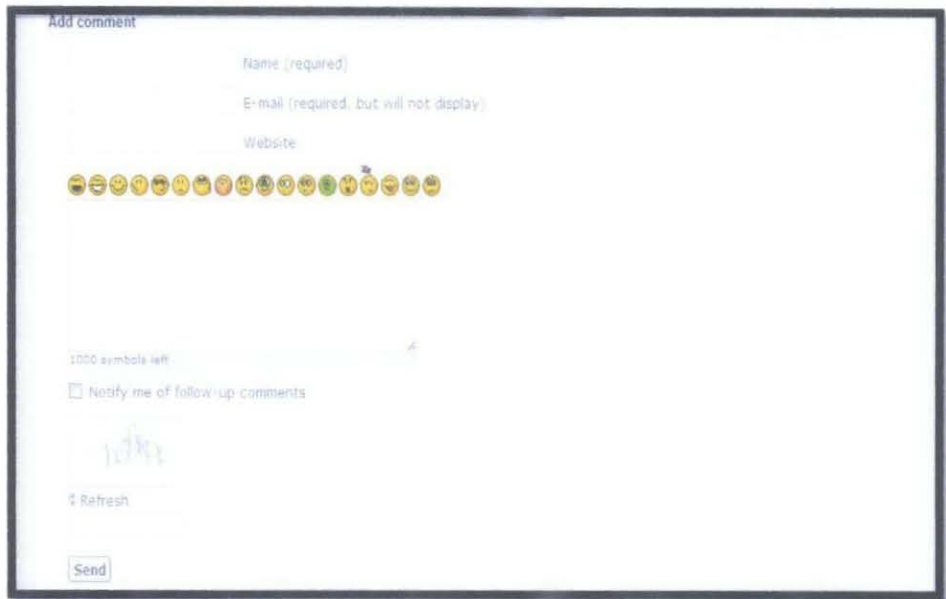 Add comment
Name (required)
E-mail (required, but will not display)
Website
1000 symbols left
Notify me of follow-up comments
Refresh
Send